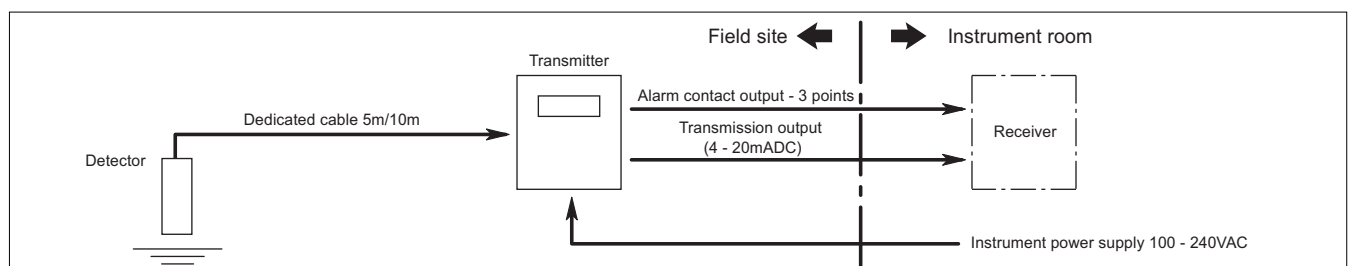 Field site
Instrument room
Transmitter
Alarm contact output - 3 points
Dedicated cable 5m/10m
Transmission output
(4 - 20mADC)
Receiver
Detector
Instrument power supply 100 - 240VAC